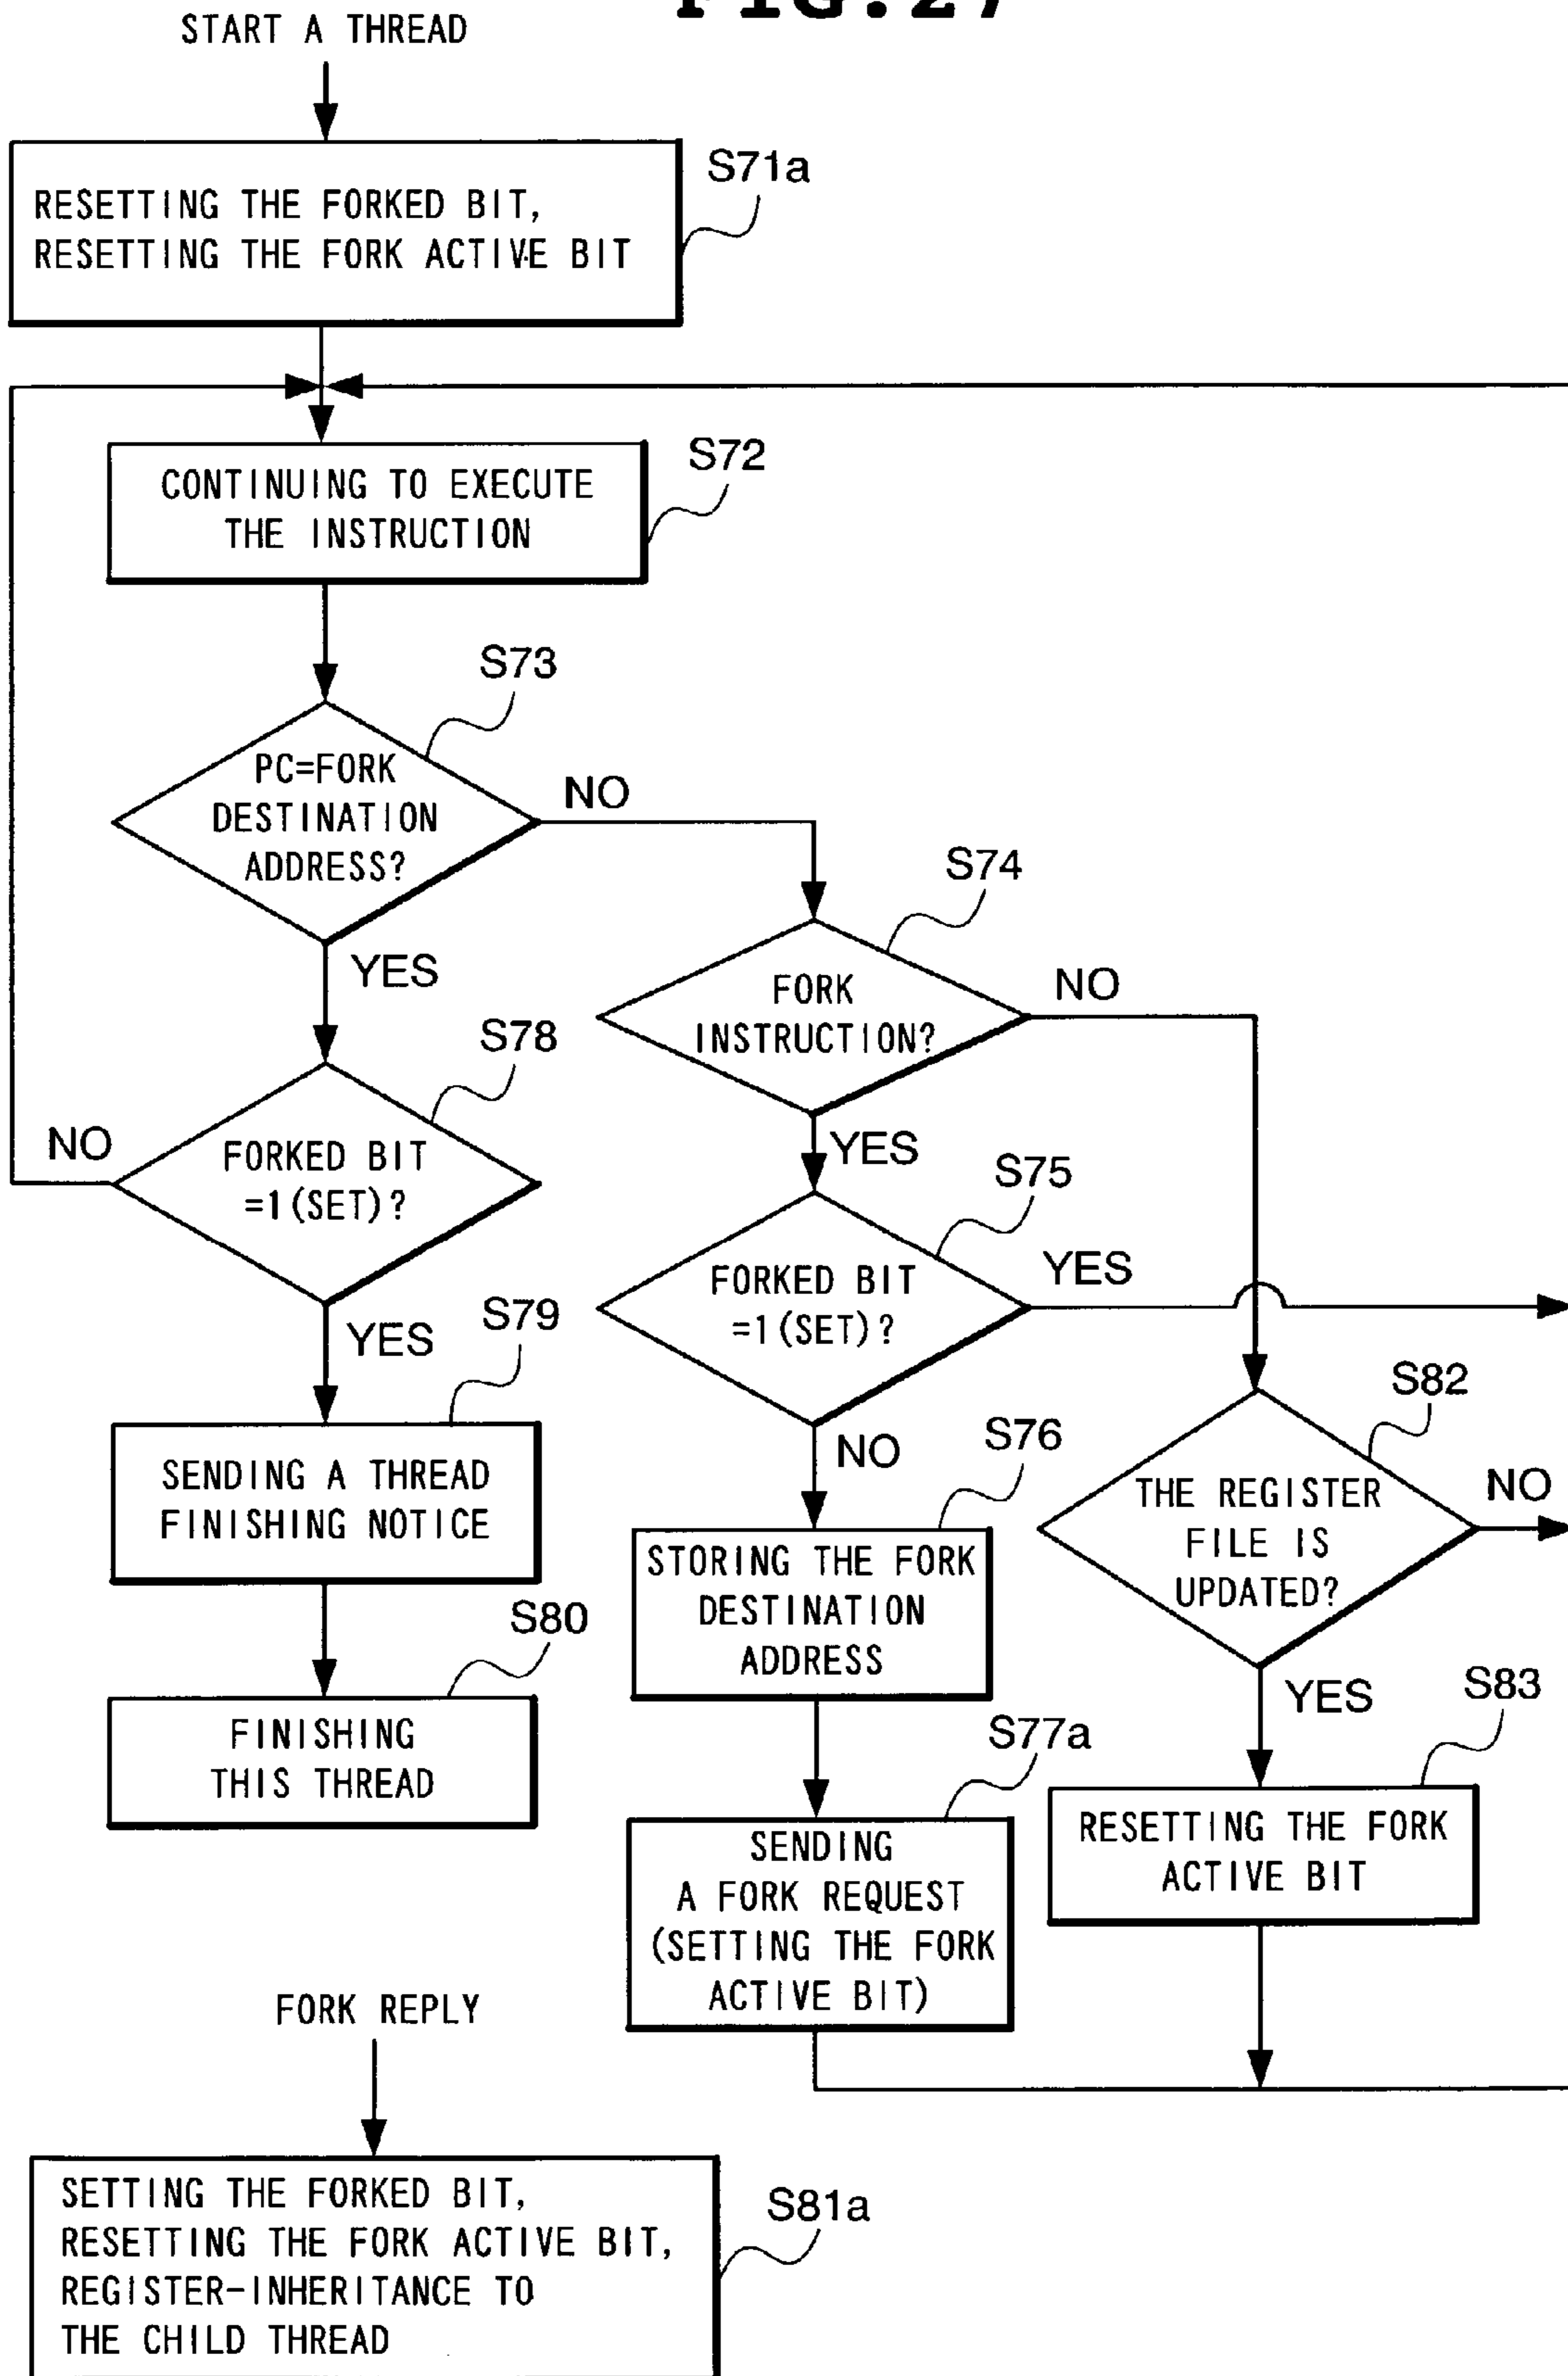 FIG.27
START A THREAD
S71a
RESETTING THE FORKED BIT,
RESETTING THE FORK ACTIVE BIT
S72
CONTINUING TO EXECUTE
THE INSTRUCTION
S73
PC=FORK
DESTINATION
ADDRESS?
NO
YES
S74
FORK
INSTRUCTION?
NO
YES
S78
FORKED BIT
=1(SET)?
NO
YES
S75
FORKED BIT
=1(SET)?
YES
NO
S79
SENDING A THREAD
FINISHING NOTICE
S82
THE REGISTER
FILE IS
UPDATED?
NO
YES
S76
STORING THE FORK
DESTINATION
ADDRESS
S80
FINISHING
THIS THREAD
S77a
SENDING
A FORK REQUEST
(SETTING THE FORK
ACTIVE BIT)
S83
RESETTING THE FORK
ACTIVE BIT
FORK REPLY
S81a
SETTING THE FORKED BIT,
RESETTING THE FORK ACTIVE BIT,
REGISTER-INHERITANCE TO
THE CHILD THREAD